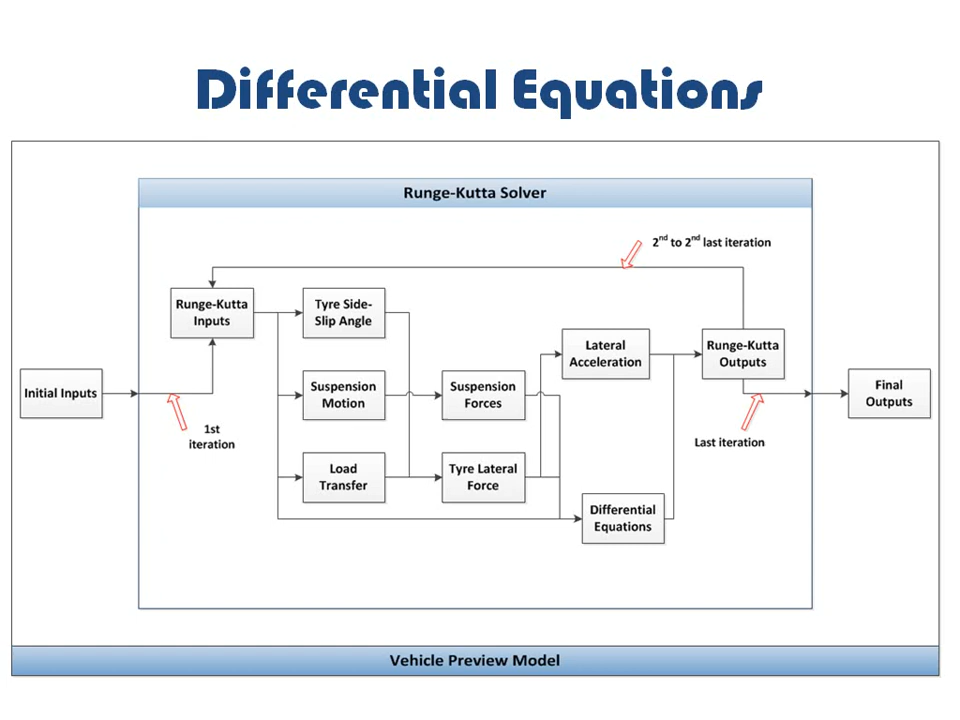 Differential Equations
Runge-Kutta Solver
2nd to 2nd last iteration
Runge-Kutta
Inputs
Tyre Side-
Slip Angle
Lateral
Acceleration
Runge-Kutta
Outputs
Initial Inputs
Suspension
Motion
Suspension
Forces
Final
Outputs
1st
iteration
Last iteration
Load
Transfer
Tyre Lateral
Force
Differential
Equations
Vehicle Preview Model